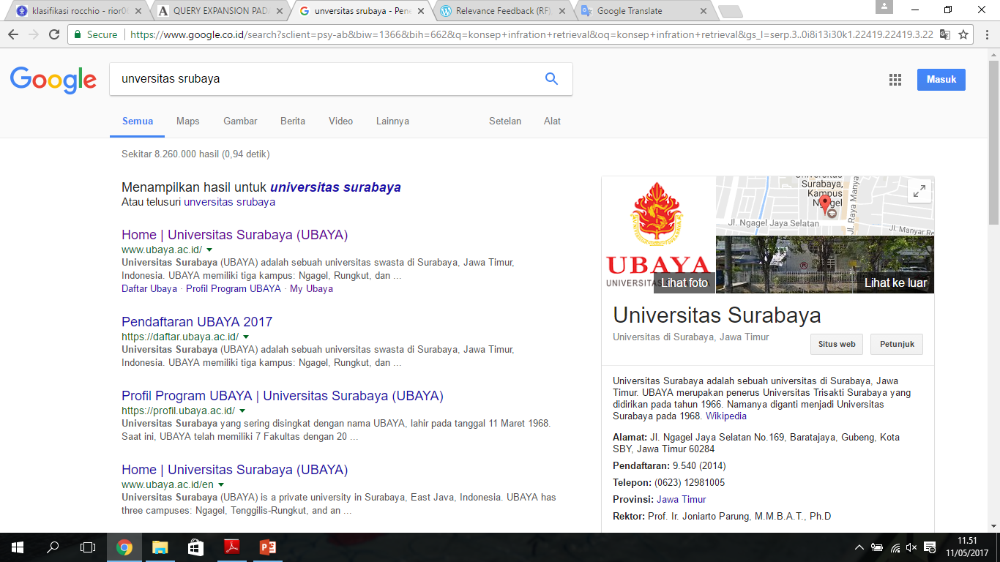 klasifikasi rocchio - rior06
QUERY EXPANSION PADA
unversitas srubaya - Pene
Relevance Feedback (RF)
Google Translate
Secure
https://www.google.co.id/search?sclient=psy-ab&biw=1366&bih=662&q=konsep+infration+retrieval&oq=konsep+infration+retrieval&gs_l=serp.3..0i8i13i30k1.22419.22419.3.22
Google
unversitas srubaya
Masuk
Semua Maps Gambar Berita Video Lainnya Setelan Alat
Sekitar 8.260.000 hasil (0,94 detik)
Menampilkan hasil untuk universitas surabaya
Atau telusuri unversitas srubaya
Home | Universitas Surabaya (UBAYA)
www.ubaya.ac.id/
Universitas Surabaya (UBAYA) adalah sebuah universitas swasta di Surabaya, Jawa Timur,
Indonesia. UBAYA memiliki tiga kampus: Ngagel, Rungkut, dan ...
Daftar Ubaya · Profil Program UBAYA · My Ubaya
Pendaftaran UBAYA 2017
https://daftar.ubaya.ac.id/
Universitas Surabaya (UBAYA) adalah sebuah universitas swasta di Surabaya, Jawa Timur,
Indonesia. UBAYA memiliki tiga kampus: Ngagel, Rungkut, dan ...
Profil Program UBAYA | Universitas Surabaya (UBAYA)
https://profil.ubaya.ac.id/
Universitas Surabaya yang sering disingkat dengan nama UBAYA, lahir pada tanggal 11 Maret 1968.
Saat ini, UBAYA telah memiliki 7 Fakultas dengan 20 ...
Home | Universitas Surabaya (UBAYA)
www.ubaya.ac.id/en
Universitas Surabaya (UBAYA) is a private university in Surabaya, East Java, Indonesia. UBAYA has
three campuses: Ngagel, Tenggilis-Rungkut, and an ...
UBAYA
UNIVERSITAS
Lihat foto
Surabaya,
Kampus
Ngagel
Jl. Ngagel Jaya Selatan
Jl. Raya Manya
Jl. Manyar Re
Lihat ke luar
Universitas Surabaya
Universitas di Surabaya, Jawa Timur
Situs web
Petunjuk
Universitas Surabaya adalah sebuah universitas di Surabaya, Jawa
Timur. UBAYA merupakan penerus Universitas Trisakti Surabaya yang
didirikan pada tahun 1966. Namanya diganti menjadi Universitas
Surabaya pada 1968. Wikipedia
Alamat: Jl. Ngagel Jaya Selatan No.169, Baratajaya, Gubeng, Kota
SBY, Jawa Timur 60284
Pendaftaran: 9.540 (2014)
Telepon: (0623) 12981005
Provinsi: Jawa Timur
Rektor: Prof. Ir. Joniarto Parung, M.M.B.A.T., Ph.D
11.51
11/05/2017